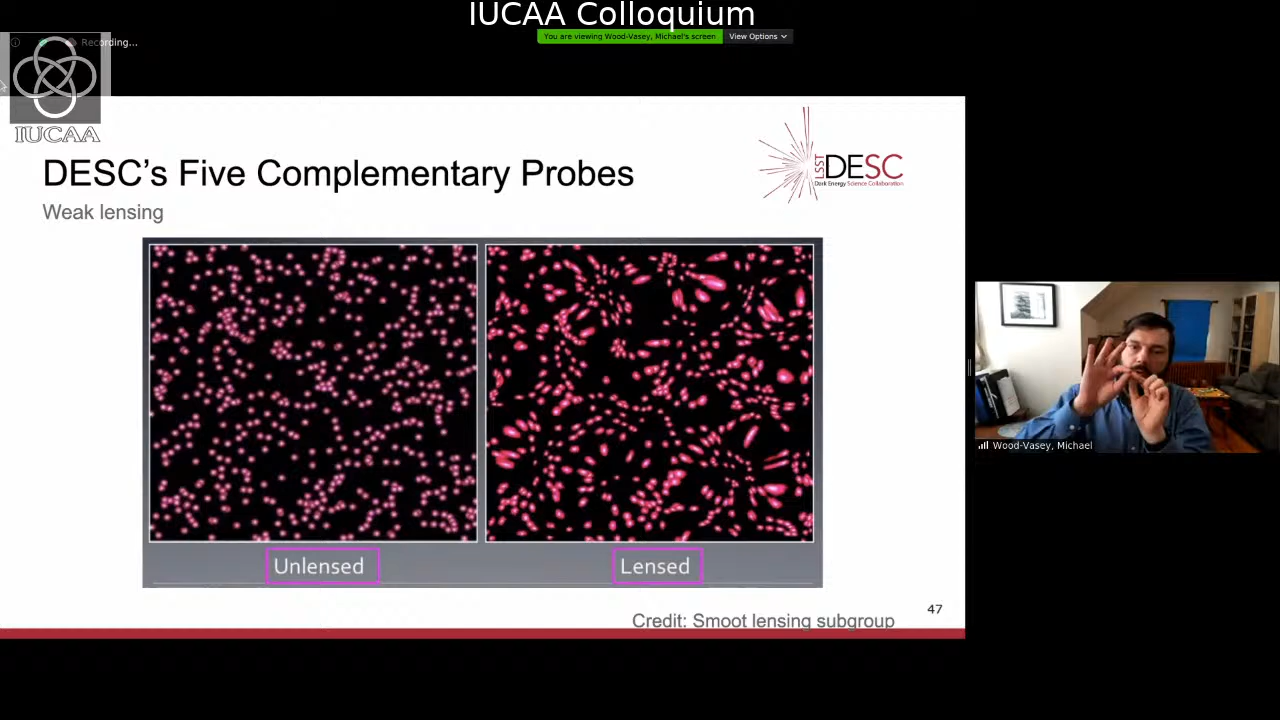 IUCAA Colloquium
You are viewing Wood-Vasey, Michael's screen
View Options
Recording...
IUCAA
DESC's Five Complementary Probes
Weak lensing
LSST
DESC
Dark Energy Science Collaboration
Unlensed
Lensed
Wood-Vasey, Michael
47
Credit: Smoot lensing subgroup